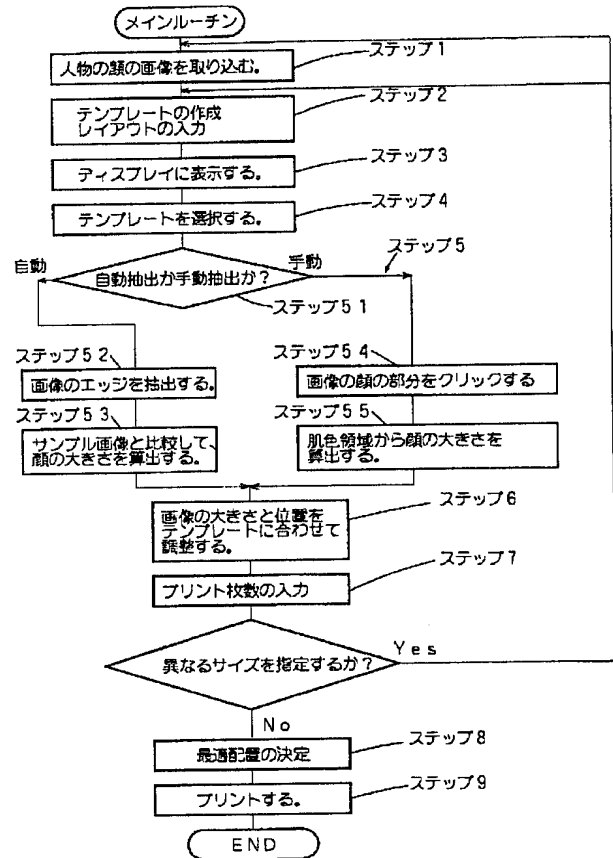 メインルーチン
ステップ1
人物の顔の画像を取り込む。
ステップ2
テンプレートの作成
レイアウトの入力
ステップ3
ディスプレイに表示する。
ステップ4
テンプレートを選択する。
ステップ5
自動
手動
自動抽出か手動抽出か?
ステップ51
ステップ52
画像のエッジを抽出する。
ステップ53
サンプル画像と比較して、
顔の大きさを算出する。
ステップ54
画像の顔の部分をクリックする
ステップ55
肌色領域から顔の大きさを
算出する。
ステップ6
画像の大きさと位置を
テンプレートに合わせて
調整する。
ステップ7
プリント枚数の入力
異なるサイズを指定するか?
Yes
No
ステップ8
最適配置の決定
ステップ9
プリントする。
END